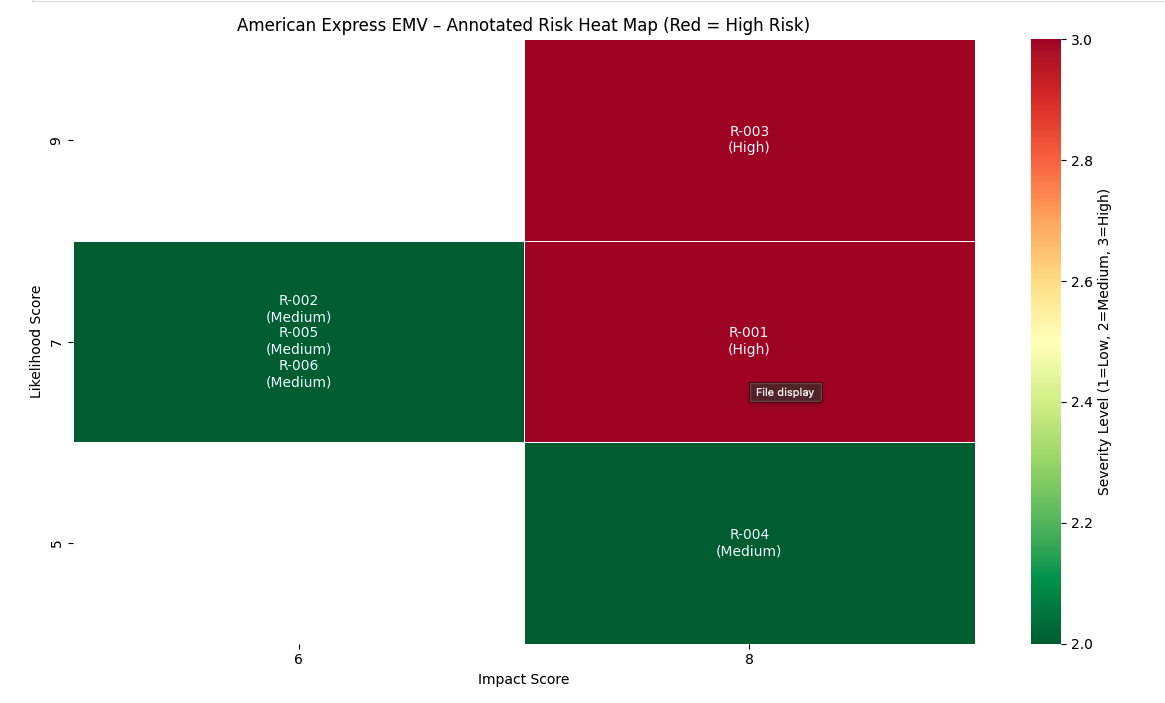 American Express EMV – Annotated Risk Heat Map (Red = High Risk)
Likelihood Score
9
7
5
R-003
(High)
R-002
(Medium)
R-005
(Medium)
R-006
(Medium)
R-001
(High)
File display
R-004
(Medium)
6
8
Impact Score
3.0
2.8
2.6
2.4
2.2
2.0
Severity Level (1=Low, 2=Medium, 3=High)